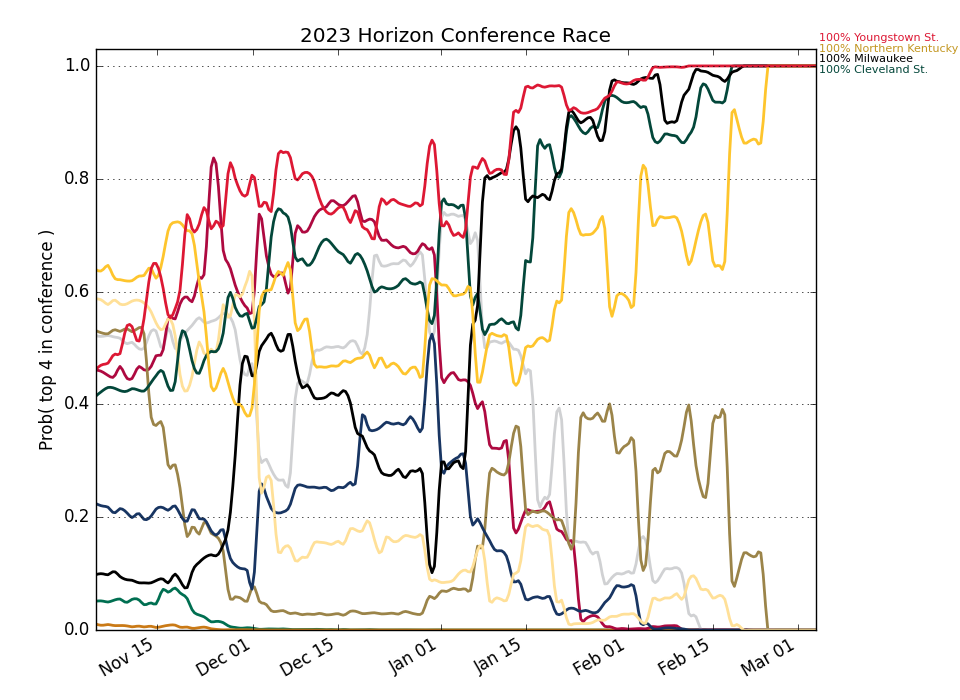 2023 Horizon Conference Race
100% Youngstown St.
100% Northern Kentucky
100% Milwaukee
100% Cleveland St.
Prob( top 4 in conference )
1.0
0.8
0.6
0.4
0.2
0.0
Nov 15
Dec 01
Dec 15
Jan 01
Jan 15
Feb 01
Feb 15
Mar 01